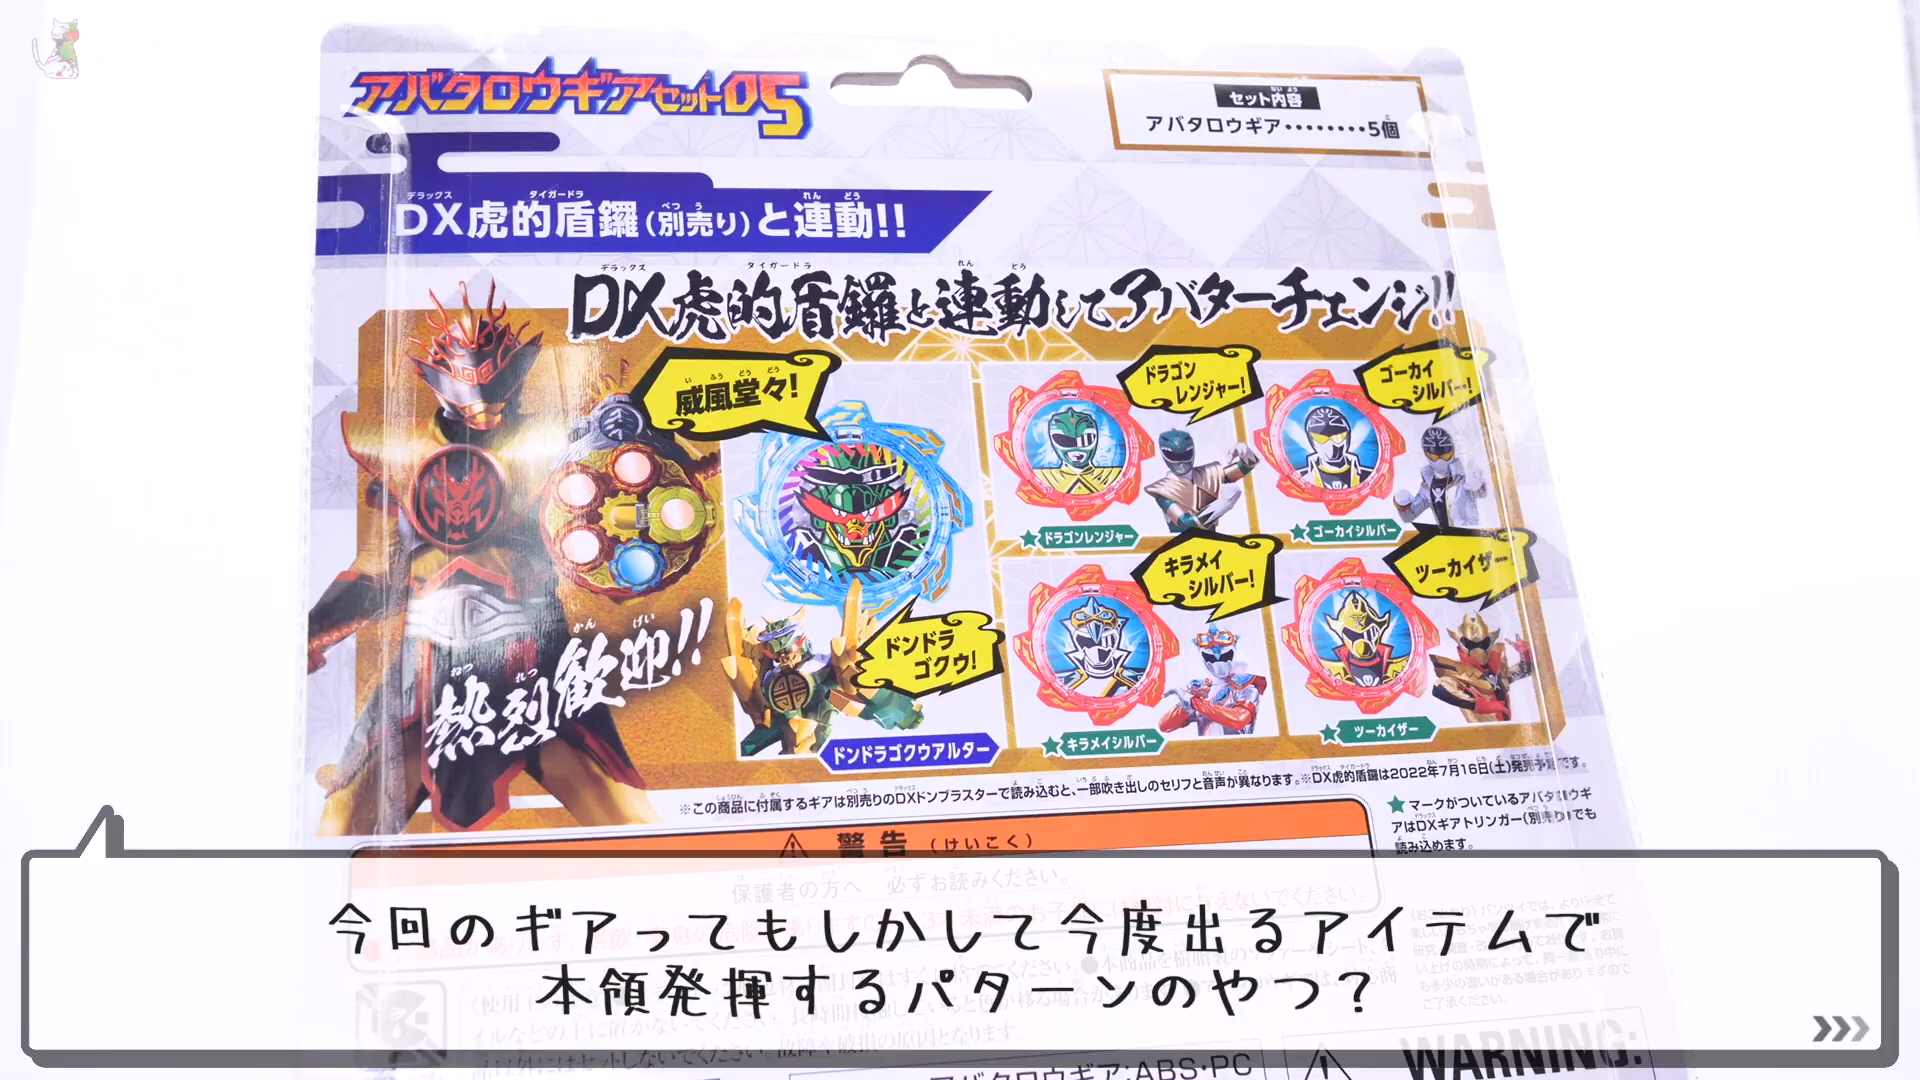 アバタロウギアセット05
セット内容
アバタロウギア・・・・・・・・5個
DX虎的盾鑼(別売り)と連動!!
DX虎的盾鑼と連動してアバターチェンジ!!
威風堂々!
ドラゴン
レンジャー!
ゴーカイ
シルバー!
★ドラゴンレンジャー
★ゴーカイシルバー
キラメイ
シルバー!
ツーカイザー
ドンドラ
ゴクウ!
熱烈歓迎!!
ドンドラゴクウアルター
★キラメイシルバー
★ツーカイザー
※この商品に付属するギアは別売りのDXドンブラスターで読み込むと、一部吹き出しのセリフと音声が異なります。※DX虎的盾鑼は2022年7月16日(土)発売予定です。
★マークがついているアバタロウギ
アはDXギアトリンガー(別売り)でも
読み込めます。
警告(けいこく)
保護者の方へ 必ずお読みください。
今回のギアってもしかして今度出るアイテムで
本領発揮するパターンのやつ?
WARNING:
アバタロウギア:ABS・PC